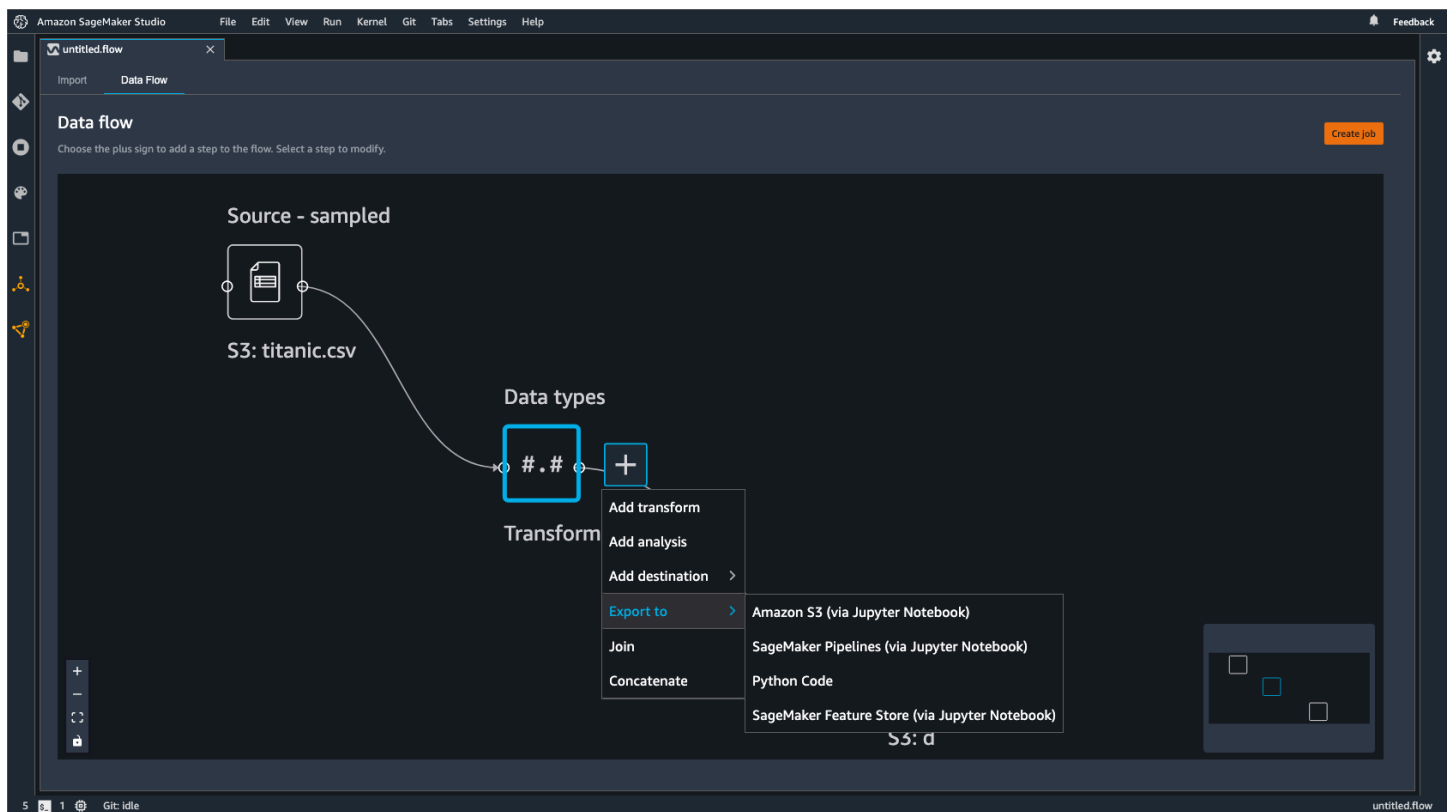 Amazon SageMaker Studio File Edit View Run Kernel Git Tabs Settings Help Feedback
untitled.flow
Import Data Flow
Data flow
Create job
Choose the plus sign to add a step to the flow. Select a step to modify.
Source - sampled
S3: titanic.csv
Data types
#.#
Transform
Add transform
Add analysis
Add destination
Export to
Join
Concatenate
Amazon S3 (via Jupyter Notebook)
SageMaker Pipelines (via Jupyter Notebook)
Python Code
SageMaker Feature Store (via Jupyter Notebook)
S3: d
5 $_ 1 Git: idle untitled.flow